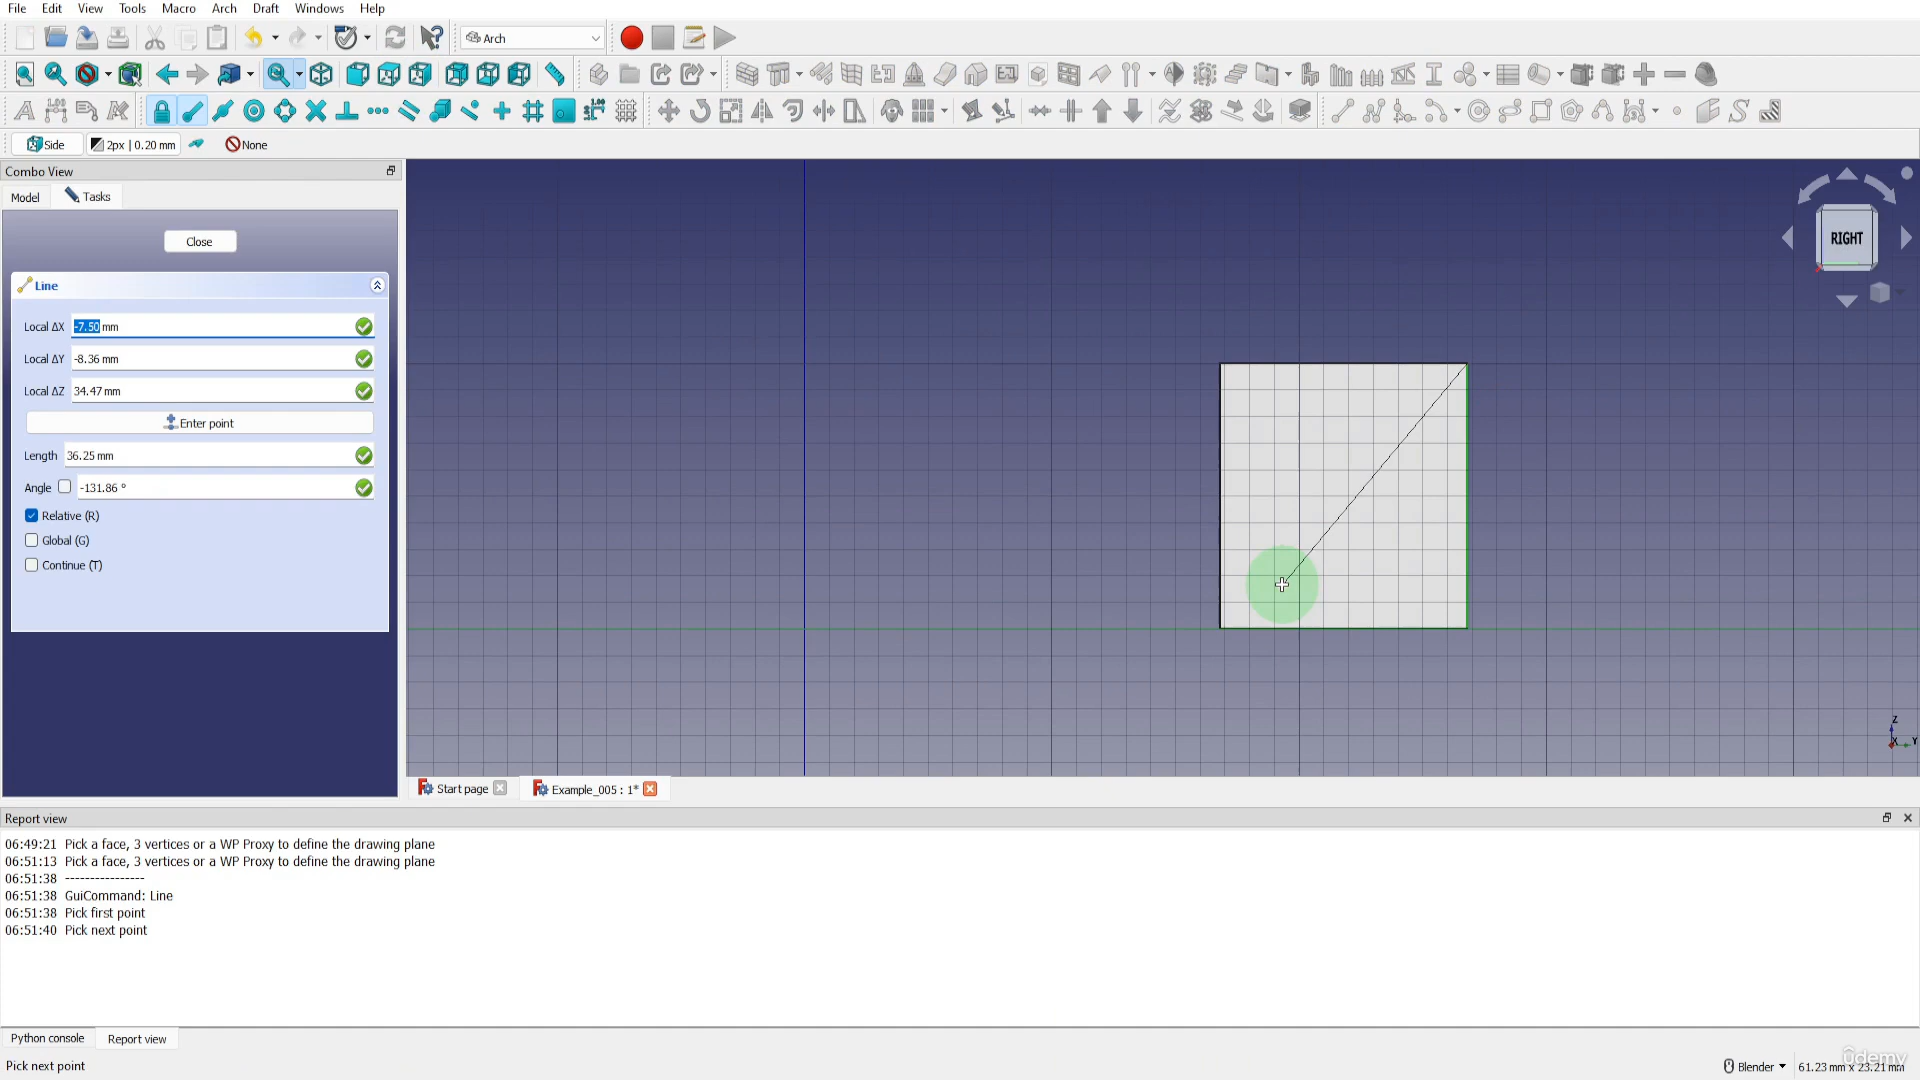 File Edit View Tools Macro Arch Draft Windows Help
Arch
Side 2px | 0.20 mm None
Combo View
Model Tasks
Close
Line
Local ΔX -7.50 mm
Local ΔY -8.36 mm
Local ΔZ 34.47 mm
Enter point
Length 36.25 mm
Angle -131.86 °
Relative (R)
Global (G)
Continue (T)
RIGHT
Z
X Y
Start page Example_005 : 1*
Report view
06:49:21 Pick a face, 3 vertices or a WP Proxy to define the drawing plane
06:51:13 Pick a face, 3 vertices or a WP Proxy to define the drawing plane
06:51:38 ----------------
06:51:38 GuiCommand: Line
06:51:38 Pick first point
06:51:40 Pick next point
Python console Report view
Pick next point Blender 61.23 mm x 23.21 mm
udemy